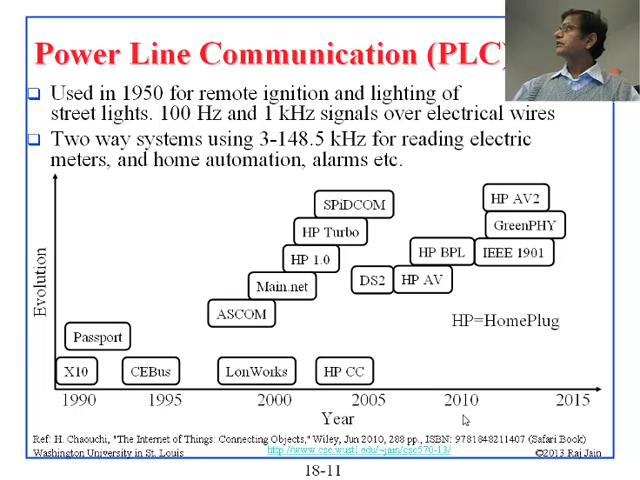 Power Line Communication (PLC)
❑ Used in 1950 for remote ignition and lighting of
street lights. 100 Hz and 1 kHz signals over electrical wires
❑ Two way systems using 3-148.5 kHz for reading electric
meters, and home automation, alarms etc.
Evolution
SPiDCOM
HP AV2
HP Turbo
GreenPHY
HP 1.0
HP BPL
IEEE 1901
Main.net
DS2
HP AV
ASCOM
HP=HomePlug
Passport
X10
CEBus
LonWorks
HP CC
1990 1995 2000 2005 2010 2015
Year
Ref: H. Chaouchi, "The Internet of Things: Connecting Objects," Wiley, Jun 2010, 288 pp., ISBN: 9781848211407 (Safari Book)
Washington University in St. Louis http://www.cse.wustl.edu/~jain/cse570-13/ ©2013 Raj Jain
18-11